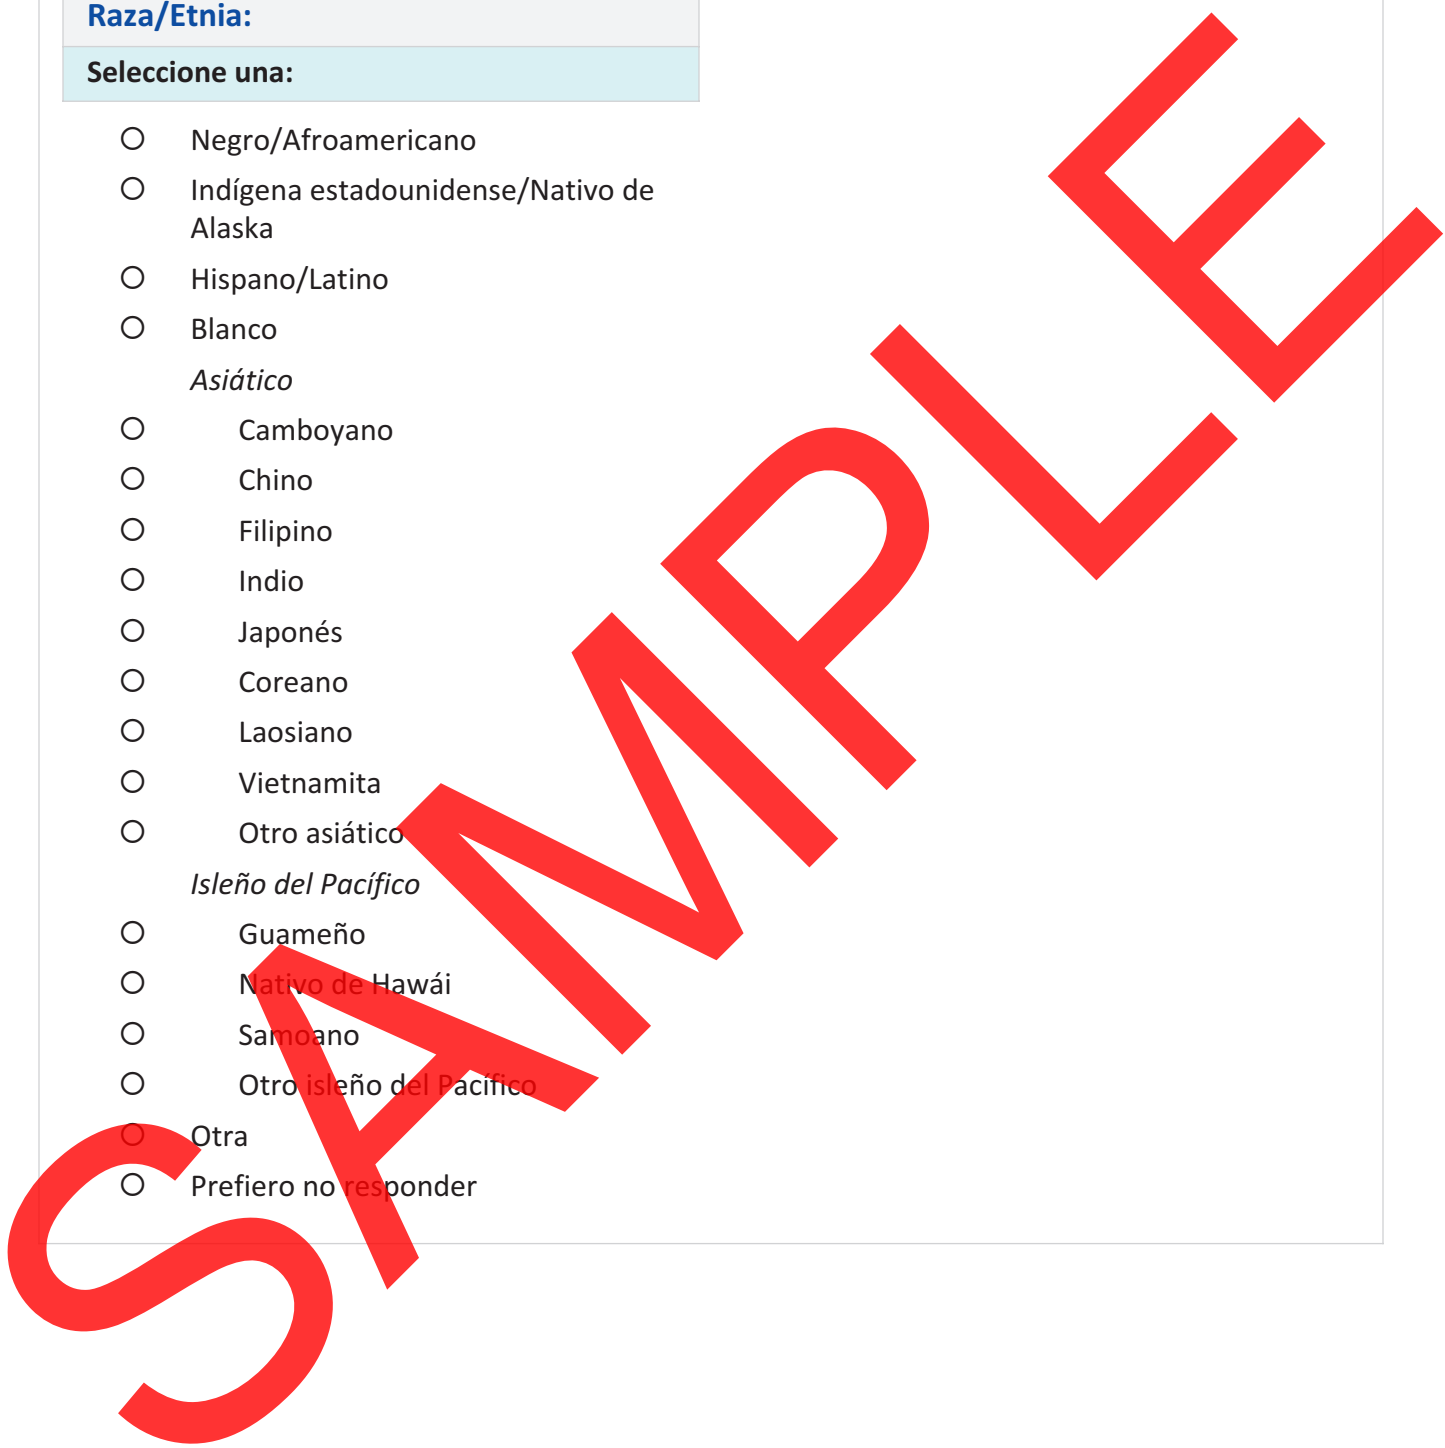 Raza/Etnia:
Seleccione una:
Negro/Afroamericano
Indígena estadounidense/Nativo de
Alaska
Hispano/Latino
Blanco
Asiático
Camboyano
Chino
Filipino
Indio
Japonés
Coreano
Laosiano
Vietnamita
Otro asiático
Isleño del Pacífico
Guameño
Nativo de Hawái
Samoano
Otro isleño del Pacífico
Otra
Prefiero no responder
SAMPLE